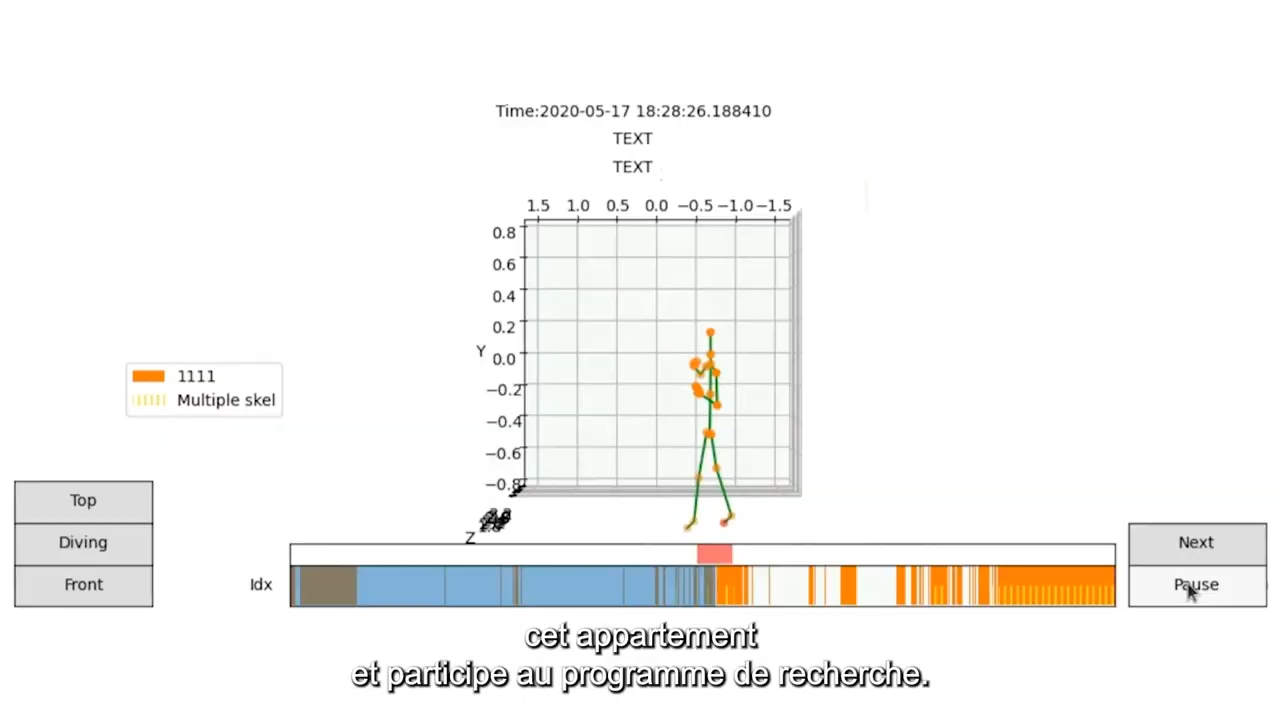 Time:2020-05-17 18:28:26.188410
TEXT
TEXT
1.5 1.0 0.5 0.0 −0.5 −1.0 −1.5
0.8
0.6
0.4
0.2
Y 0.0
−0.2
−0.4
−0.6
−0.8
Z
1111
Multiple skel
Top
Diving
Front
Idx
Next
Pause
cet appartement
et participe au programme de recherche.